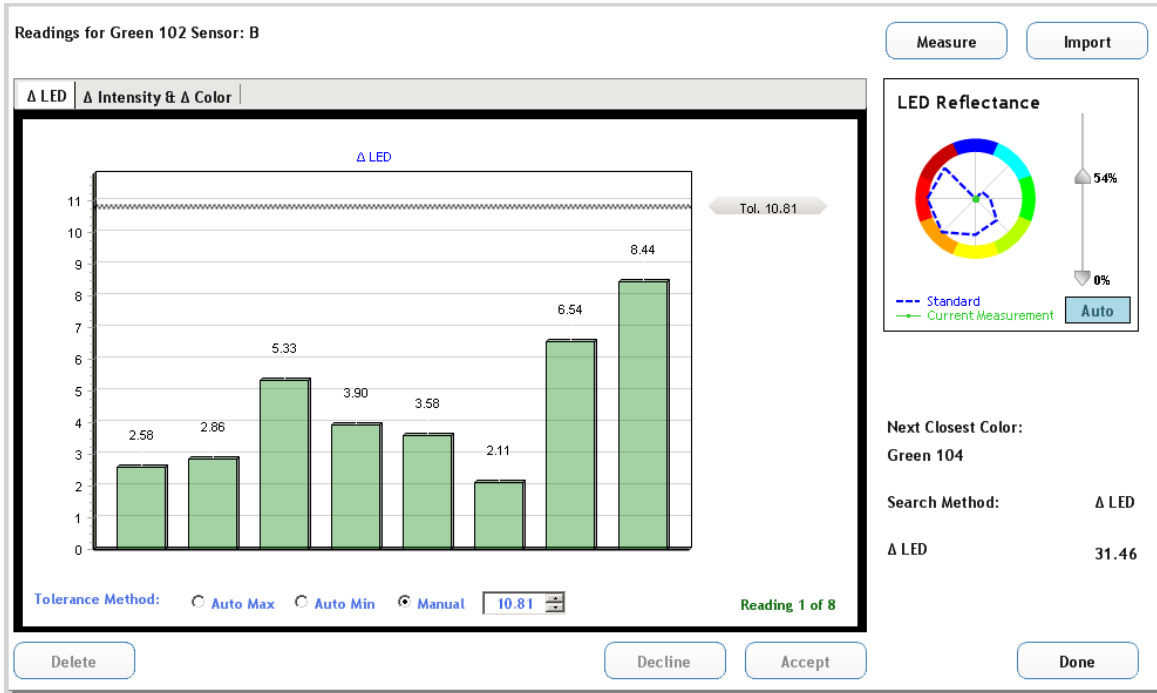 Readings for Green 102 Sensor: B
Measure
Import
Δ LED
Δ Intensity & Δ Color
Δ LED
11
10
9
8
7
6
5
4
3
2
1
0
2.58
2.86
5.33
3.90
3.58
2.11
6.54
8.44
Tol. 10.81
Tolerance Method:
Auto Max
Auto Min
Manual
10.81
Reading 1 of 8
LED Reflectance
54%
0%
Standard
Current Measurement
Auto
Next Closest Color:
Green 104
Search Method: Δ LED
Δ LED 31.46
Delete
Decline
Accept
Done